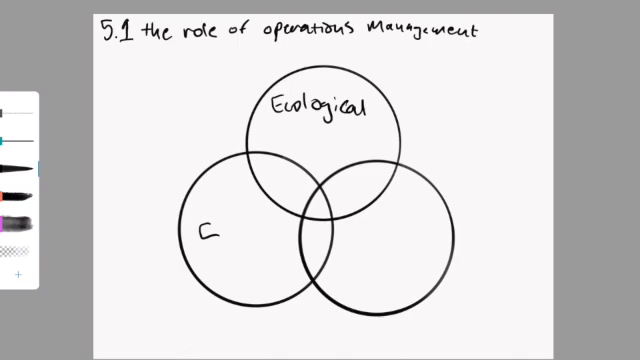 5.1 the role of operations management
Ecological